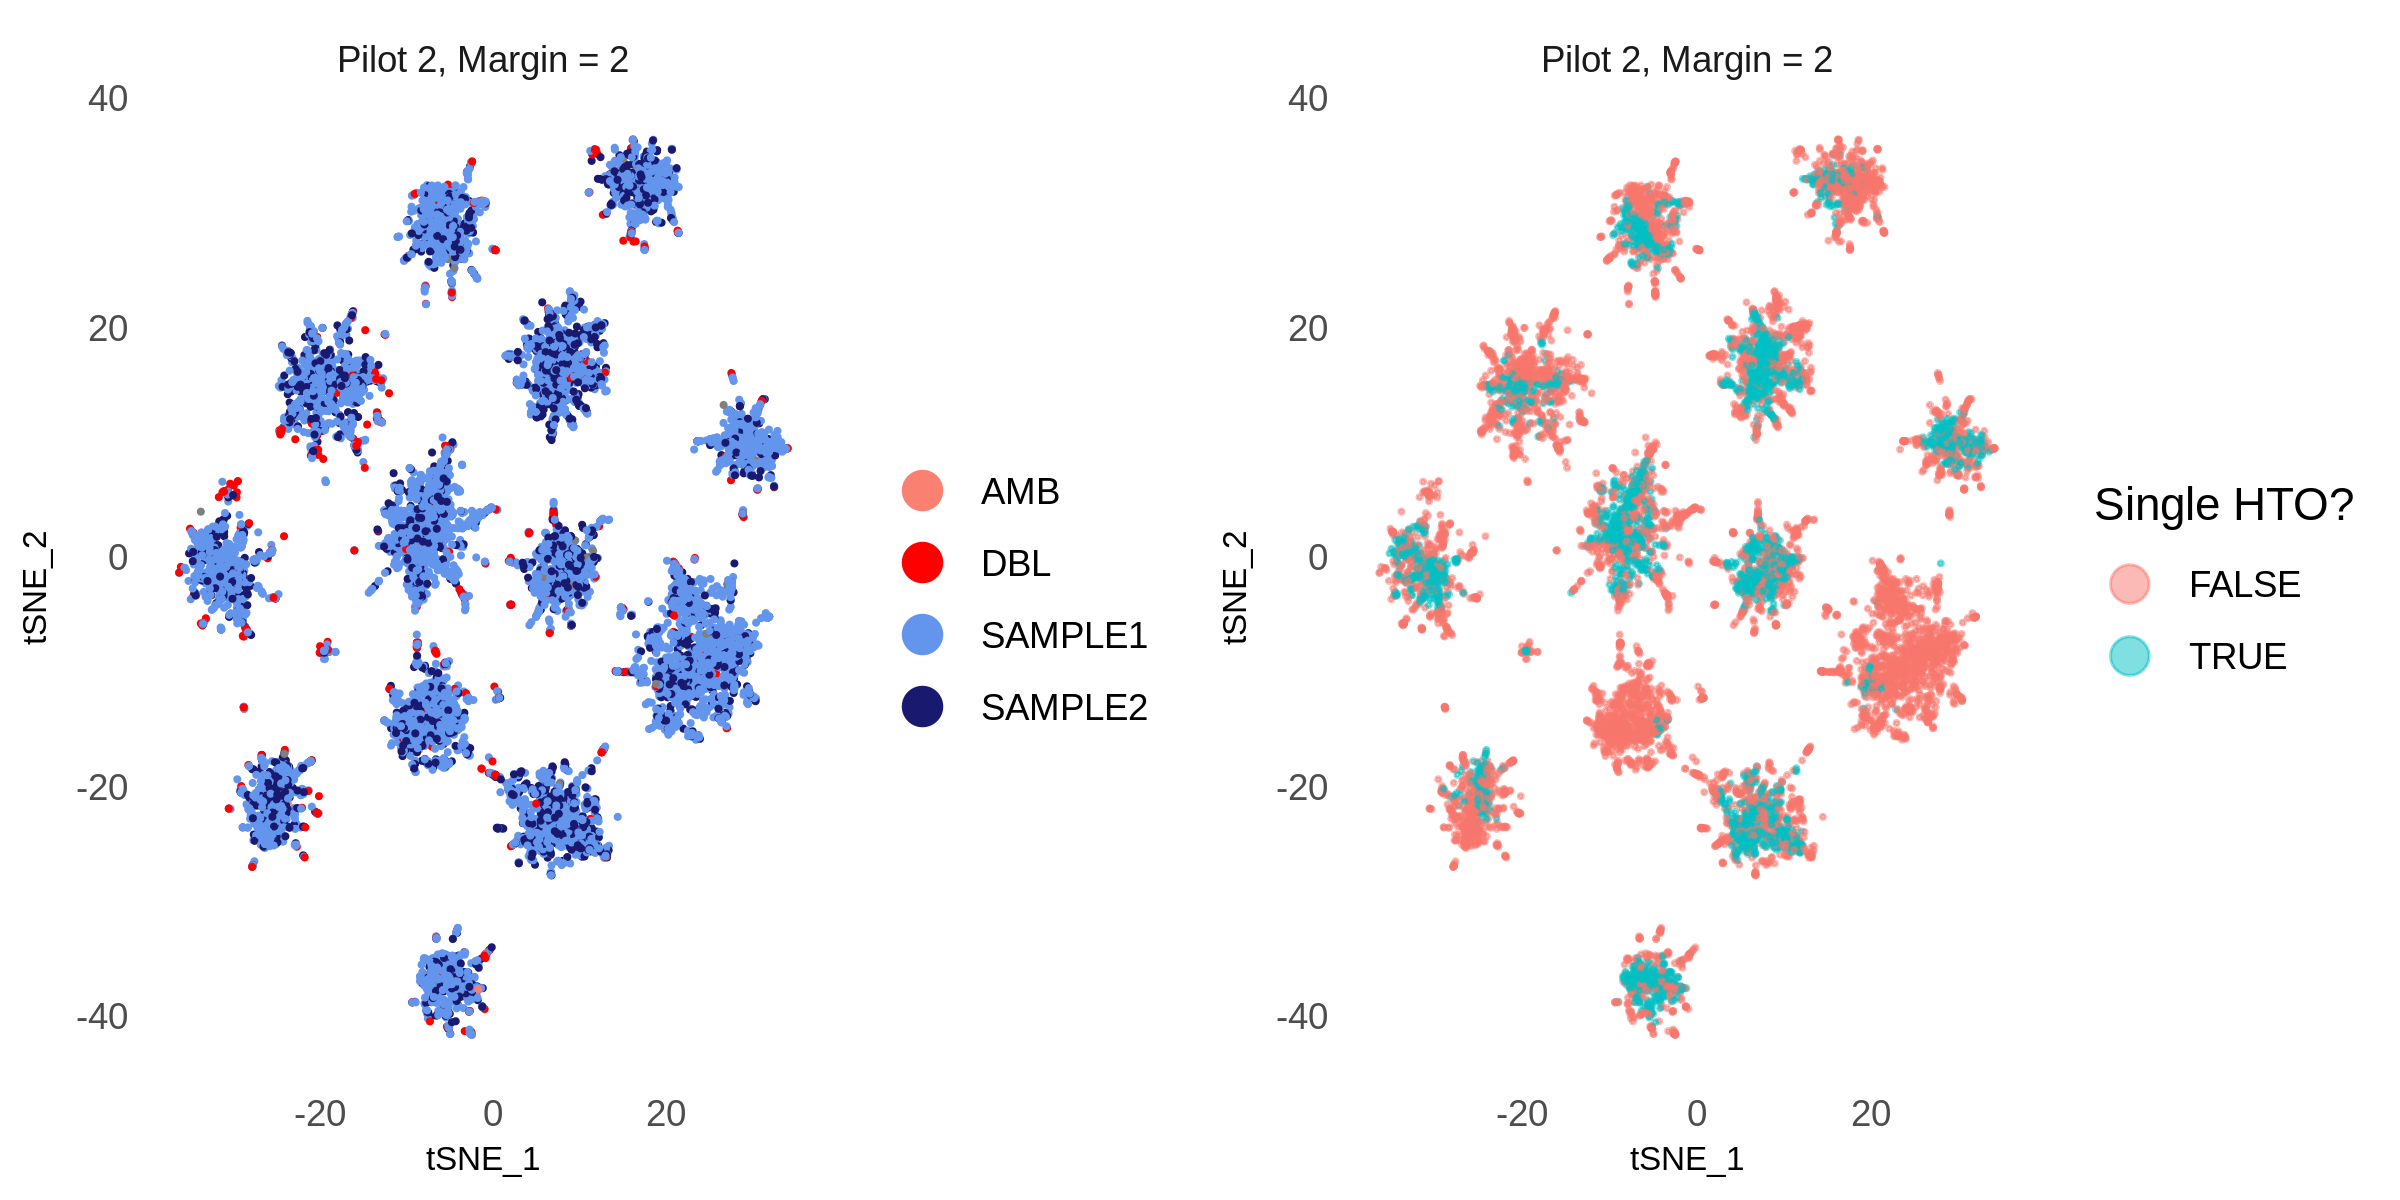 Pilot 2, Margin = 2
40
20
0
-20
-40
tSNE_2
-20
0
20
tSNE_1
AMB
DBL
SAMPLE1
SAMPLE2
Pilot 2, Margin = 2
40
20
0
-20
-40
tSNE_2
-20
0
20
tSNE_1
Single HTO?
FALSE
TRUE